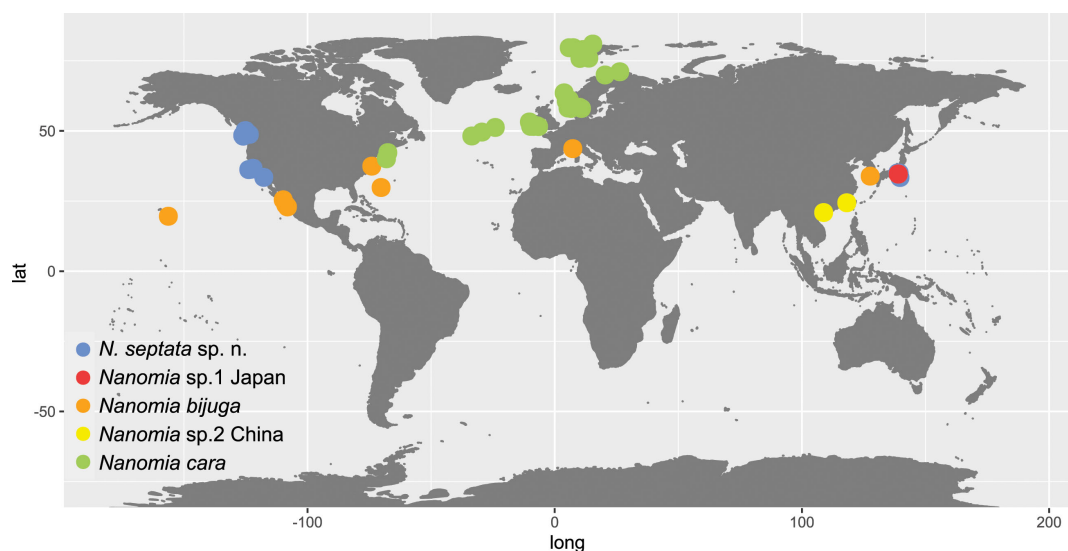 50
0
-50
lat
N. septata sp. n.
Nanomia sp.1 Japan
Nanomia bijuga
Nanomia sp.2 China
Nanomia cara
-100
0
100
200
long